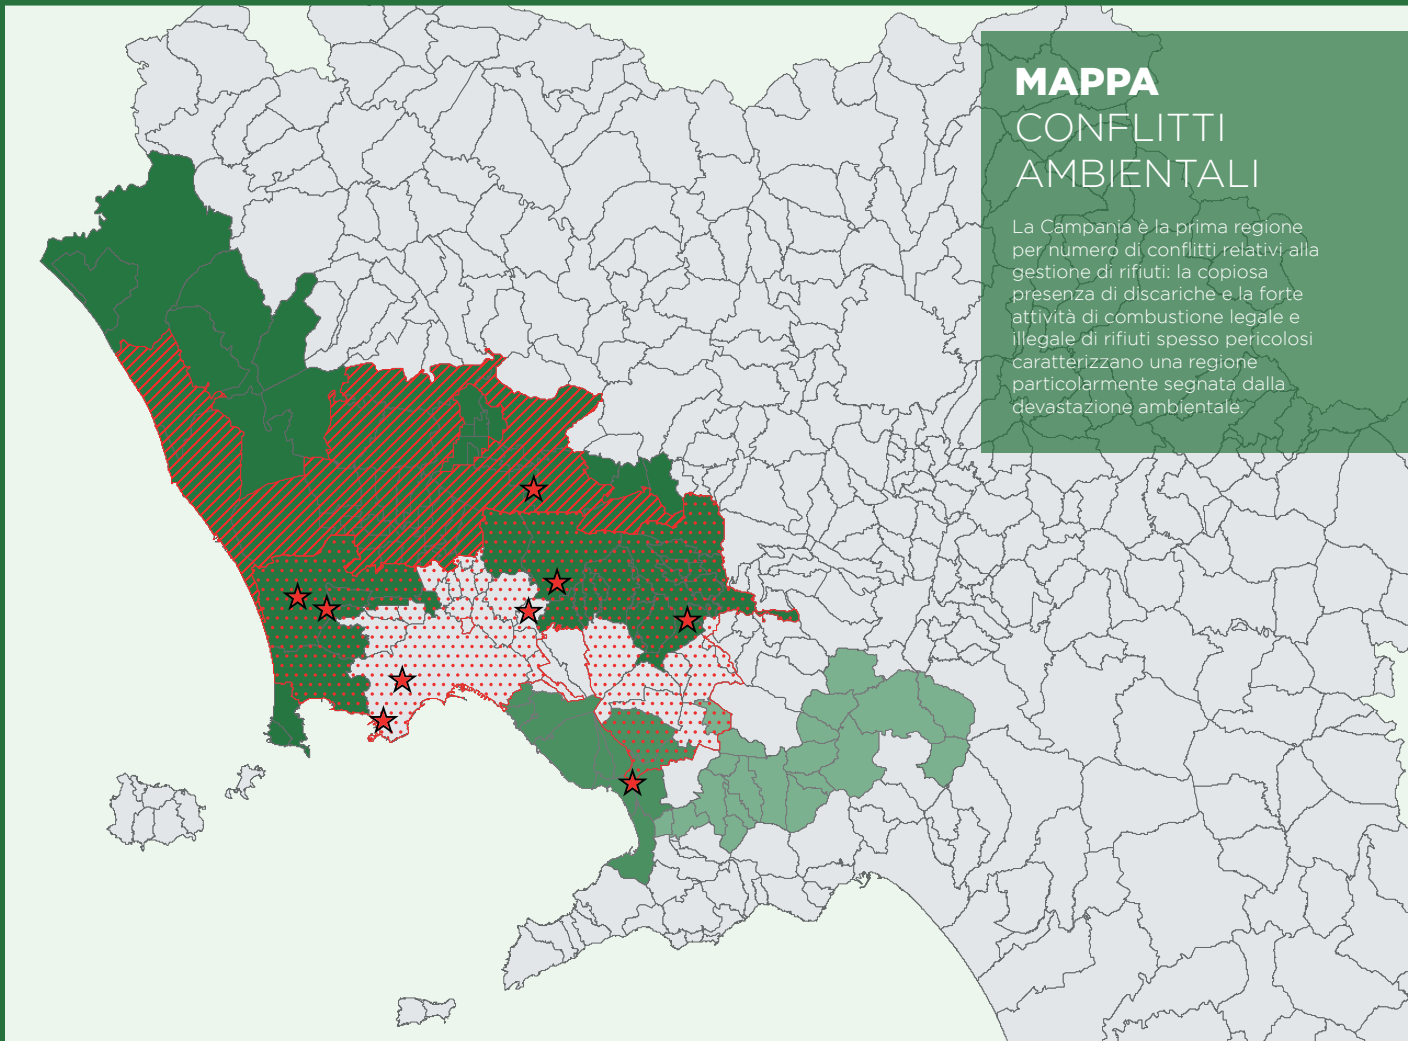 MAPPA
CONFLITTI
AMBIENTALI
La Campania è la prima regione
per numero di conflitti relativi alla
gestione di rifiuti: la copiosa
presenza di discariche e la forte
attività di combustione legale e
illegale di rifiuti spesso pericolosi
caratterizzano una regione
particolarmente segnata dalla
devastazione ambientale.